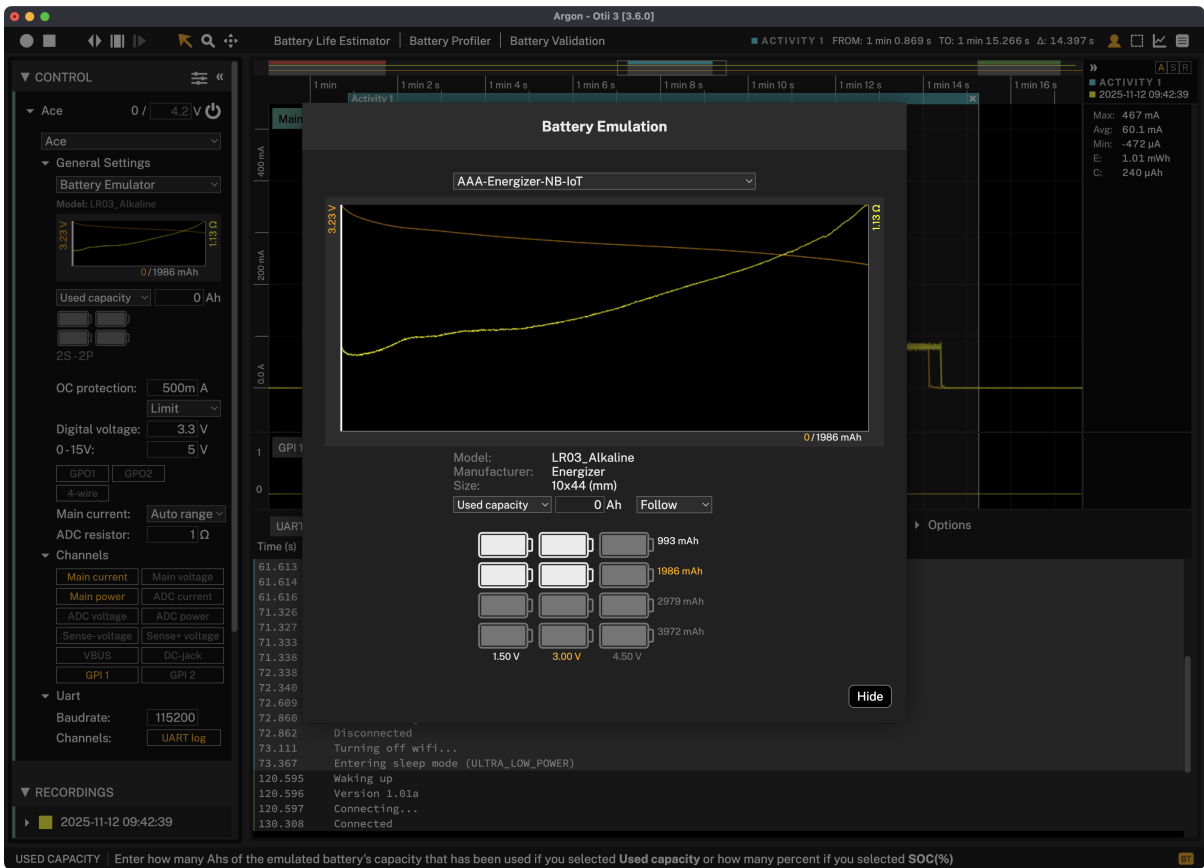 Argon - Otii 3 [3.6.0]
Battery Life Estimator | Battery Profiler | Battery Validation
ACTIVITY 1 FROM: 1 min 0.869 s TO: 1 min 15.266 s Δ: 14.397 s
▼ CONTROL «
Ace 0 / 4.2 V
Ace
General Settings
Battery Emulator
Model: LR03_Alkaline
3.23 V
1.13 Ω
0/1986 mAh
Used capacity 0 Ah
2S-2P
OC protection: 500m A
Limit
Digital voltage: 3.3 V
0-15V: 5 V
GPO1 GPO2
4-wire
Main current: Auto range
ADC resistor: 1 Ω
Channels
Main current Main voltage
Main power ADC current
ADC voltage ADC power
Sense-voltage Sense+ voltage
VBUS DC-jack
GPI 1 GPI 2
Uart
Baudrate: 115200
Channels: UART log
▼ RECORDINGS
2025-11-12 09:42:39
1 min 1 min 2 s 1 min 4 s 1 min 6 s 1 min 8 s 1 min 10 s 1 min 12 s 1 min 14 s 1 min 16 s
Activity 1 ×
Main
400 mA
200 mA
0.0 A
GPI 1
1
0
UART
Options
Time (s)
61.613
61.614
61.616
71.326
71.327
71.333
71.338
72.338
72.340
72.609
72.860
72.862 Disconnected
73.111 Turning off wifi...
73.367 Entering sleep mode (ULTRA_LOW_POWER)
120.595 Waking up
120.596 Version 1.01a
120.597 Connecting...
130.308 Connected
Battery Emulation
AAA-Energizer-NB-IoT
3.23 V
1.13 Ω
0/1986 mAh
Model: LR03_Alkaline
Manufacturer: Energizer
Size: 10x44 (mm)
Used capacity 0 Ah Follow
993 mAh
1986 mAh
2979 mAh
3972 mAh
1.50 V 3.00 V 4.50 V
Hide
» A S R
ACTIVITY 1
2025-11-12 09:42:39
Max: 467 mA
Avg: 60.1 mA
Min: -472 µA
E: 1.01 mWh
C: 240 µAh
USED CAPACITY | Enter how many Ahs of the emulated battery's capacity that has been used if you selected Used capacity or how many percent if you selected SOC(%)
BT